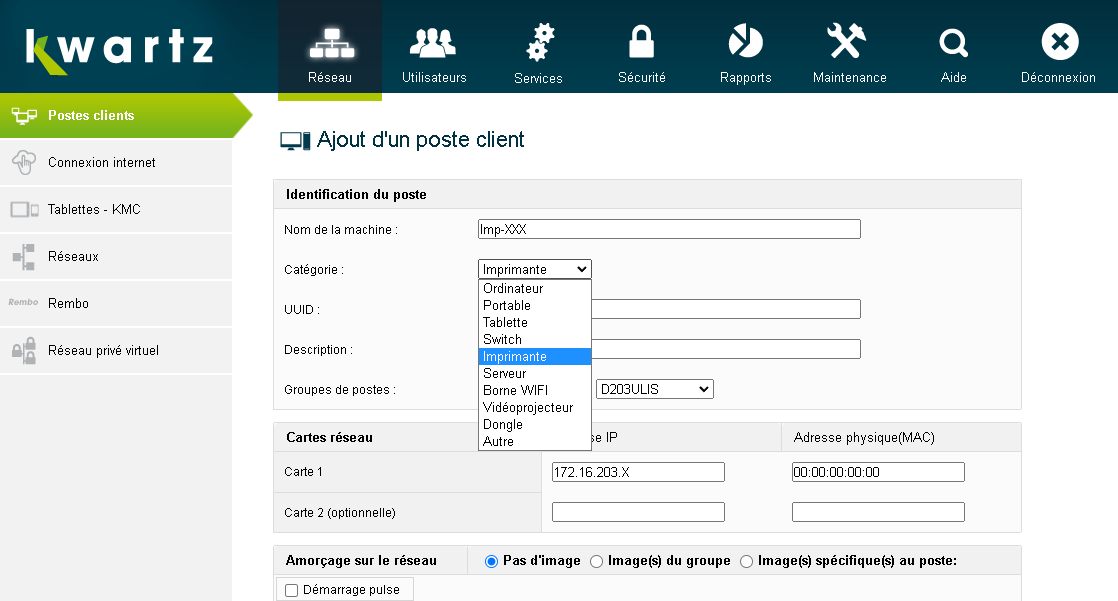 kwartz
Réseau
Utilisateurs
Services
Sécurité
Rapports
Maintenance
Aide
Déconnexion
Postes clients
Connexion internet
Tablettes - KMC
Réseaux
Rembo Rembo
Réseau privé virtuel
Ajout d'un poste client
Identification du poste
Nom de la machine : Imp-XXX
Catégorie : Imprimante
Ordinateur
Portable
Tablette
Switch
Imprimante
Serveur
Borne WIFI
Vidéoprojecteur
Dongle
Autre
UUID :
Description :
Groupes de postes : D203ULIS
Cartes réseau se IP Adresse physique(MAC)
Carte 1 172.16.203.X 00:00:00:00:00
Carte 2 (optionnelle)
Amorçage sur le réseau Pas d'image Image(s) du groupe Image(s) spécifique(s) au poste:
Démarrage pulse